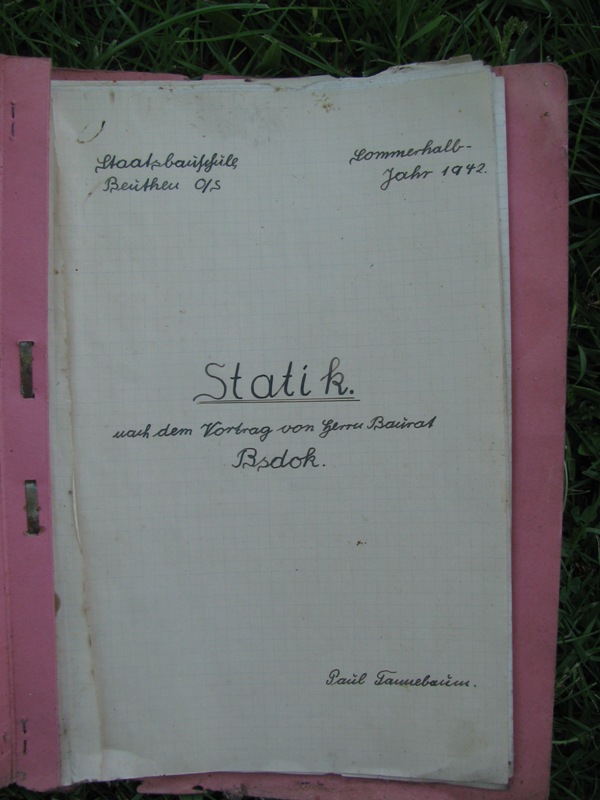 Staatsbauschule
Beuthen O/S
Sommerhalb-
Jahr 1942.
Statik.
nach dem Vortrag von Herrn Baurat
Bsdok.
Paul Tannebaum.